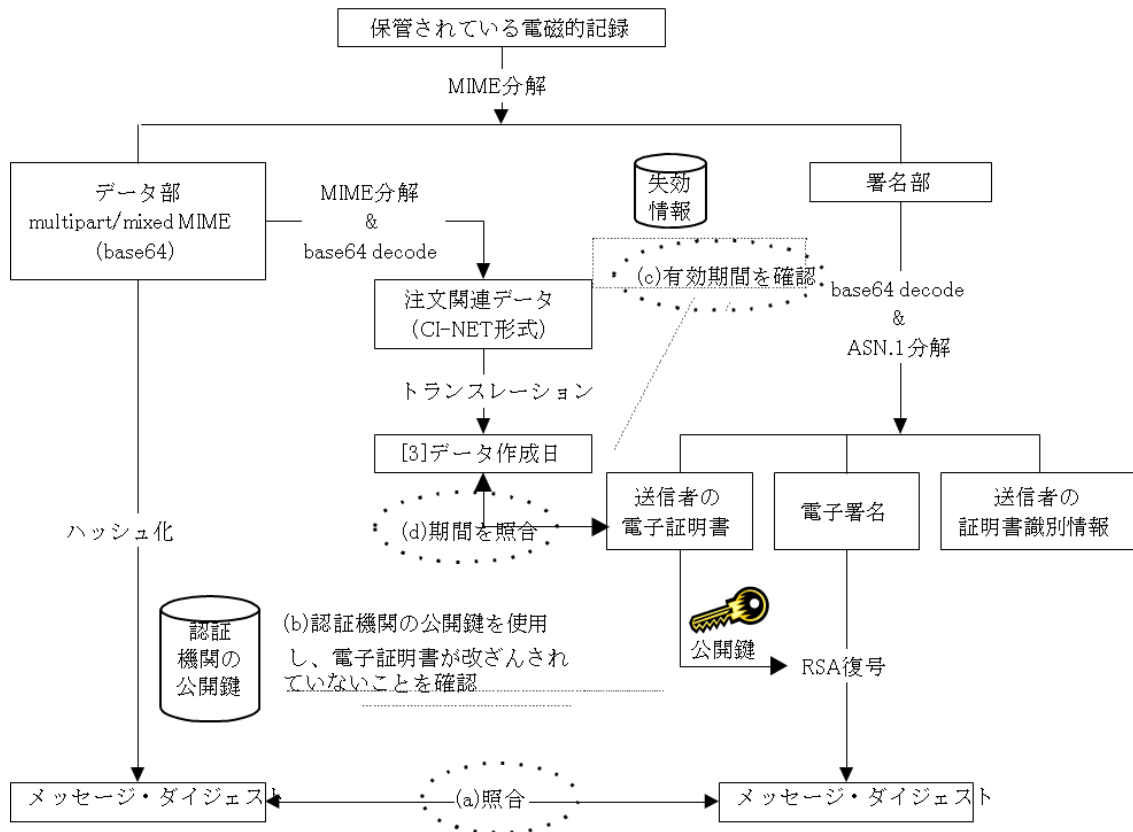 保管されている電磁的記録
MIME分解
データ部
multipart/mixed MIME
(base64)
MIME分解
&
base64 decode
失効
情報
署名部
(c)有効期間を確認
注文関連データ
(CI-NET形式)
base64 decode
&
ASN.1分解
トランスレーション
[3]データ作成日
送信者の
電子証明書
電子署名
送信者の
証明書識別情報
(d)期間を照合
ハッシュ化
認証
機関の
公開鍵
(b)認証機関の公開鍵を使用
し、電子証明書が改ざんされ
ていないことを確認
公開鍵
RSA復号
メッセージ・ダイジェスト
(a)照合
メッセージ・ダイジェスト